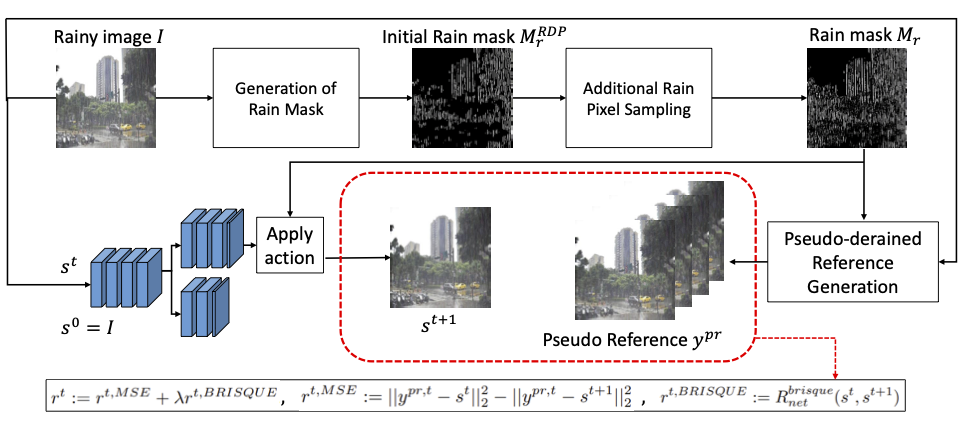 Rainy image I
Initial Rain mask M_r^{RDP}
Rain mask M_r
Generation of
Rain Mask
Additional Rain
Pixel Sampling
s^t
s^0 = I
Apply
action
s^{t+1}
Pseudo Reference y^{pr}
Pseudo-derained
Reference
Generation
r^t := r^{t,MSE} + λr^{t,BRISQUE} , r^{t,MSE} := ||y^{pr,t} − s^t||_2^2 − ||y^{pr,t} − s^{t+1}||_2^2 , r^{t,BRISQUE} := R_{net}^{brisque}(s^t, s^{t+1})